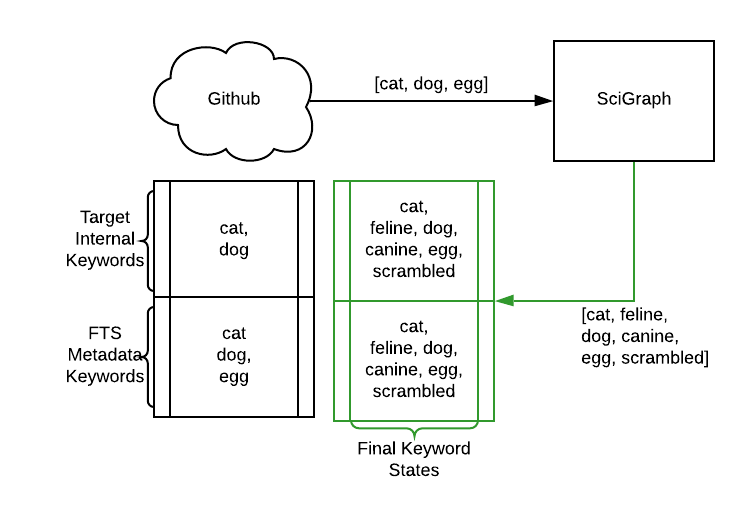 Github
[cat, dog, egg]
SciGraph
Target
Internal
Keywords
cat,
dog
cat,
feline, dog,
canine, egg,
scrambled
FTS
Metadata
Keywords
cat
dog,
egg
cat,
feline, dog,
canine, egg,
scrambled
[cat, feline,
dog, canine,
egg, scrambled]
Final Keyword
States